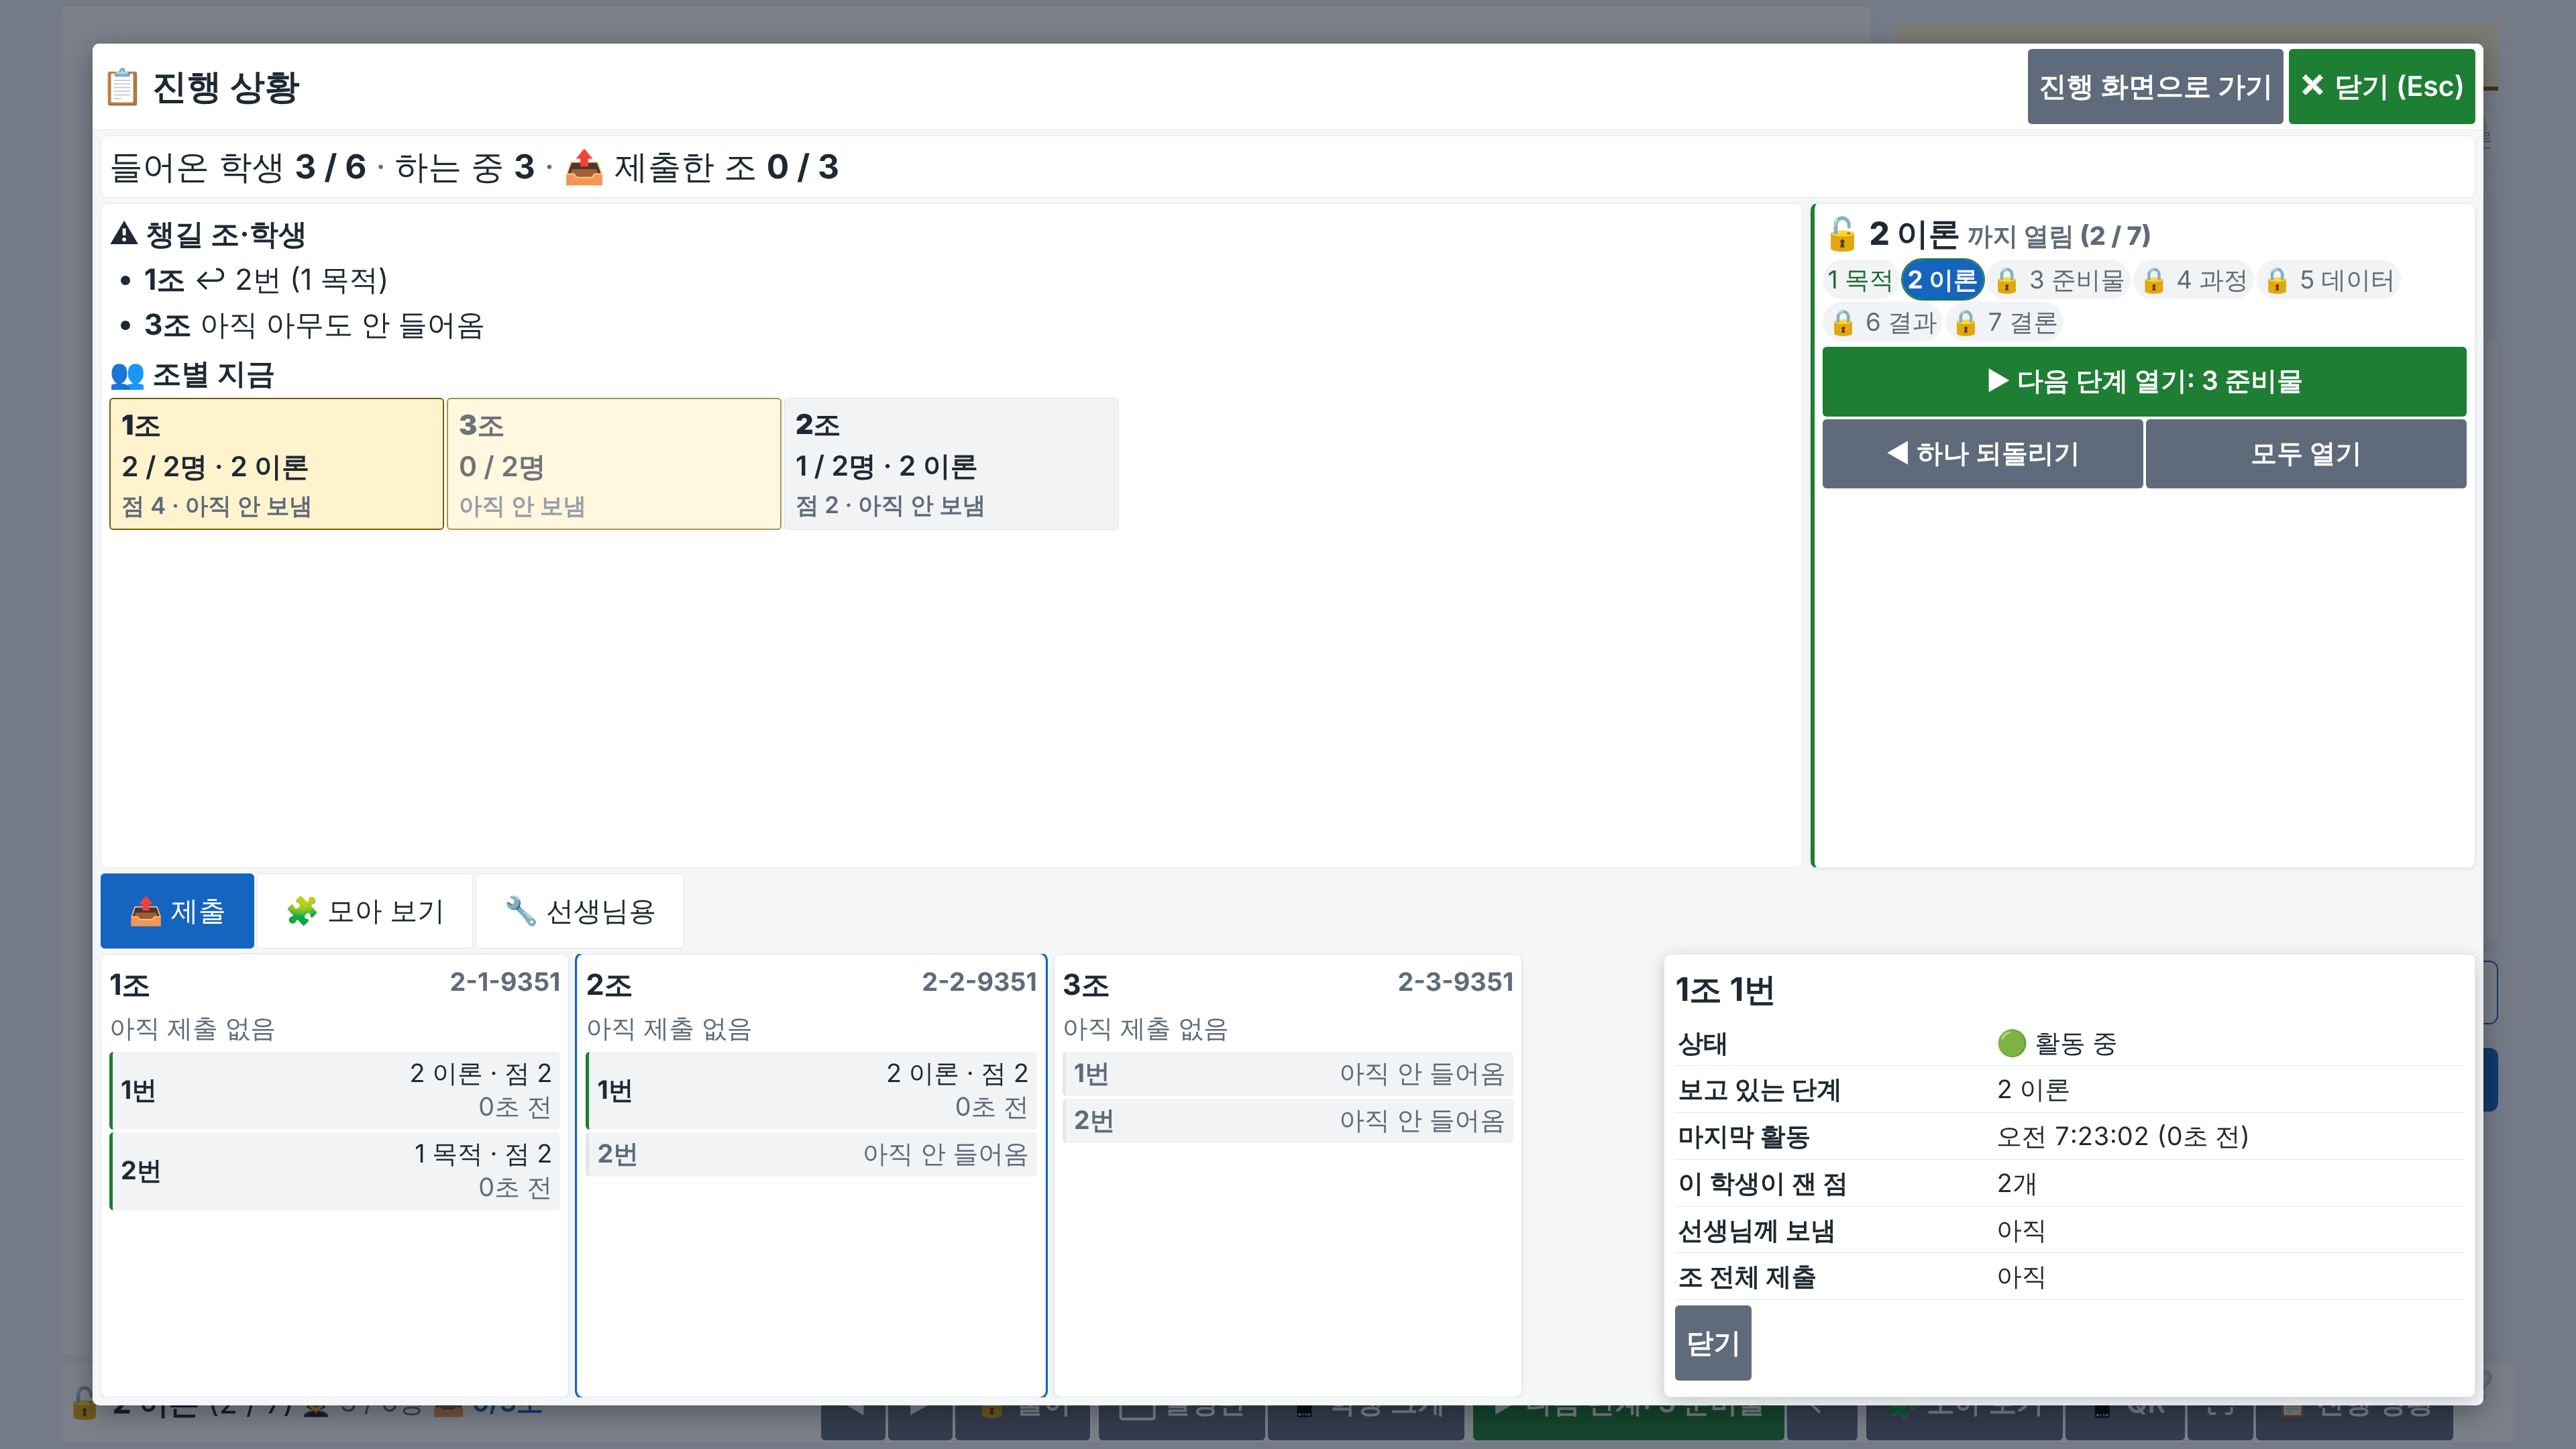 📋 진행 상황
진행 화면으로 가기
✕ 닫기 (Esc)
들어온 학생 3 / 6 · 하는 중 3 · 📤 제출한 조 0 / 3
⚠ 챙길 조·학생
• 1조 ↩ 2번 (1 목적)
• 3조 아직 아무도 안 들어옴
👥 조별 지금
1조
2 / 2명 · 2 이론
점 4 · 아직 안 보냄
3조
0 / 2명
아직 안 보냄
2조
1 / 2명 · 2 이론
점 2 · 아직 안 보냄
🔓 2 이론 까지 열림 (2 / 7)
1 목적 2 이론 🔒 3 준비물 🔒 4 과정 🔒 5 데이터
🔒 6 결과 🔒 7 결론
▶ 다음 단계 열기: 3 준비물
◀ 하나 되돌리기
모두 열기
📤 제출
🧩 모아 보기
🔧 선생님용
1조 2-1-9351
아직 제출 없음
1번 2 이론 · 점 2
0초 전
2번 1 목적 · 점 2
0초 전
2조 2-2-9351
아직 제출 없음
1번 2 이론 · 점 2
0초 전
2번 아직 안 들어옴
3조 2-3-9351
아직 제출 없음
1번 아직 안 들어옴
2번 아직 안 들어옴
1조 1번
상태 🟢 활동 중
보고 있는 단계 2 이론
마지막 활동 오전 7:23:02 (0초 전)
이 학생이 잰 점 2개
선생님께 보냄 아직
조 전체 제출 아직
닫기